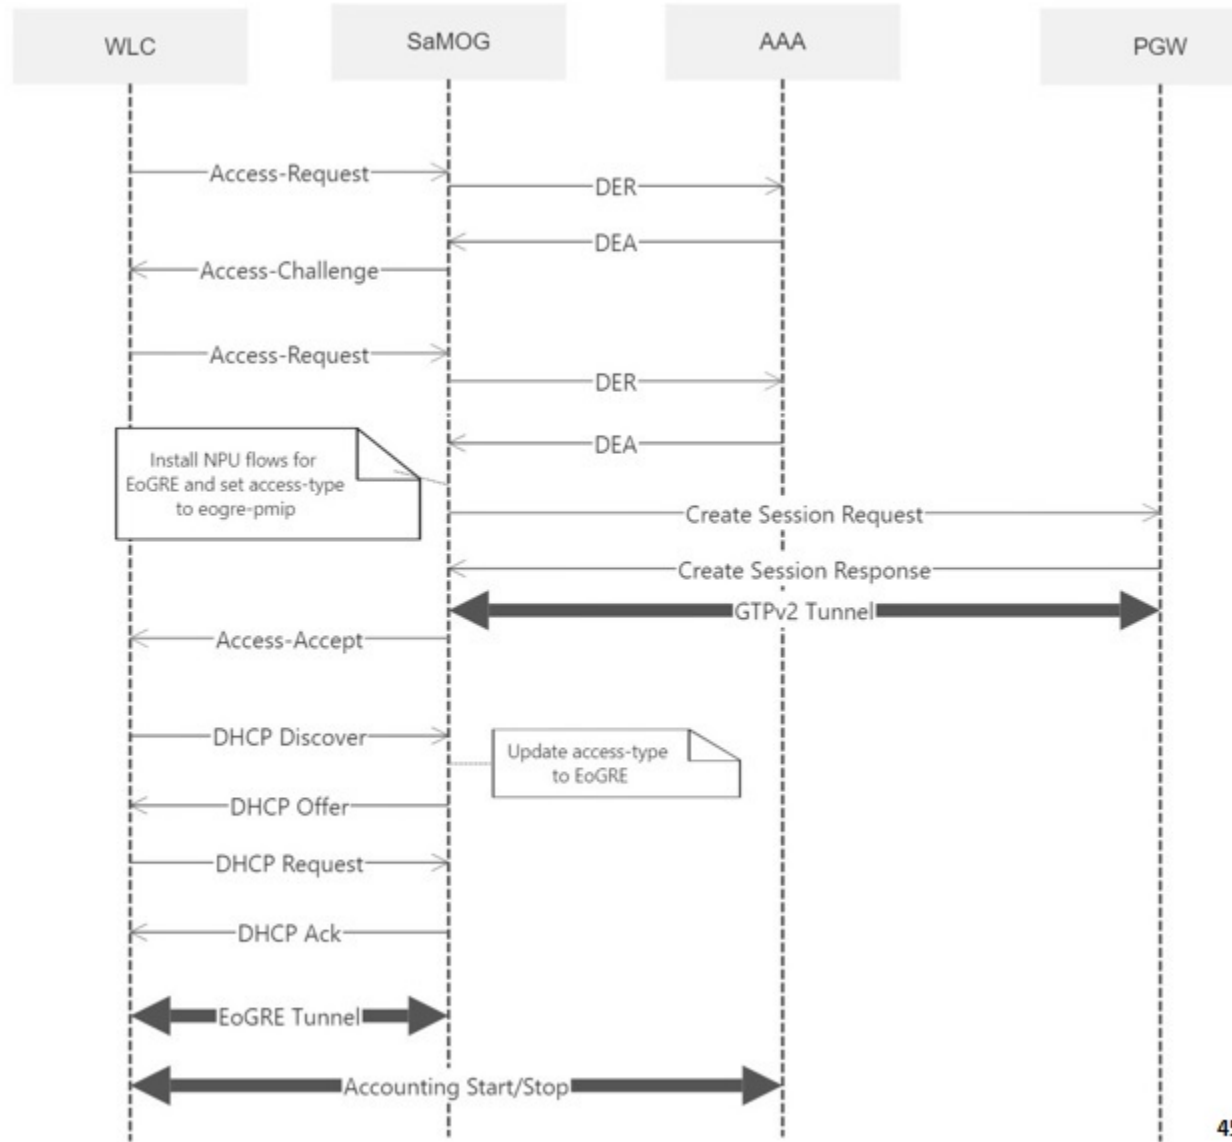 WLC
SaMOG
AAA
PGW
Access-Request
DER
DEA
Access-Challenge
Access-Request
DER
DEA
Install NPU flows for
EoGRE and set access-type
to eogre-pmip
Create Session Request
Create Session Response
GTPv2 Tunnel
Access-Accept
DHCP Discover
Update access-type
to EoGRE
DHCP Offer
DHCP Request
DHCP Ack
EoGRE Tunnel
Accounting Start/Stop